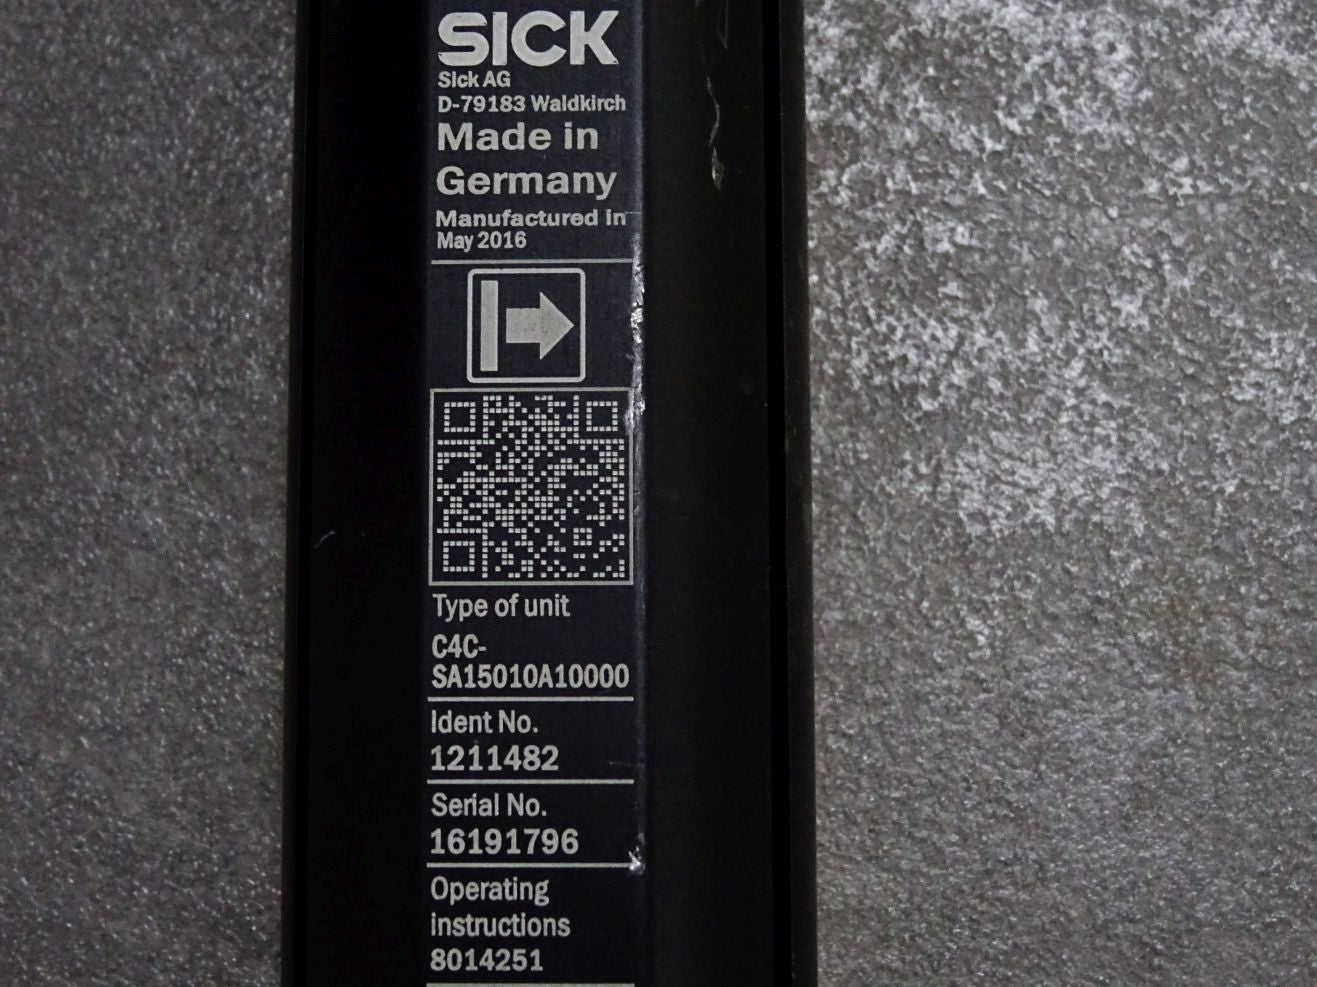 SICK
Sick AG
D-79183 Waldkirch
Made in
Germany
Manufactured in
May 2016
Type of unit
C4C-
SA15010A10000
Ident No.
1211482
Serial No.
16191796
Operating
instructions
8014251